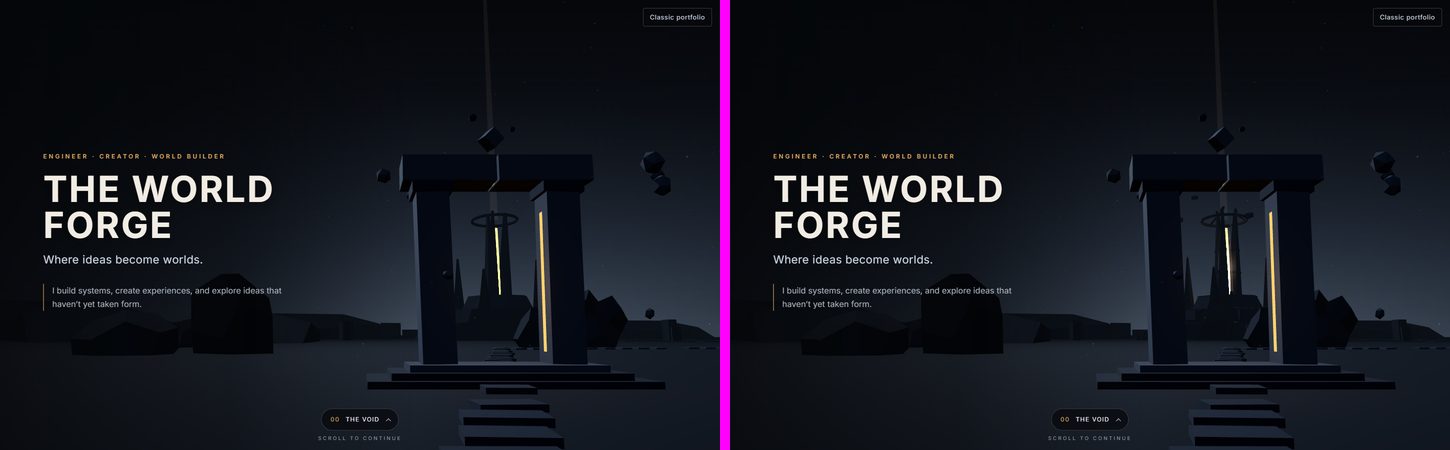 Classic portfolio
ENGINEER · CREATOR · WORLD BUILDER
THE WORLD
FORGE
Where ideas become worlds.
I build systems, create experiences, and explore ideas that
haven't yet taken form.
00 THE VOID
SCROLL TO CONTINUE
Classic portfolio
ENGINEER · CREATOR · WORLD BUILDER
THE WORLD
FORGE
Where ideas become worlds.
I build systems, create experiences, and explore ideas that
haven't yet taken form.
00 THE VOID
SCROLL TO CONTINUE